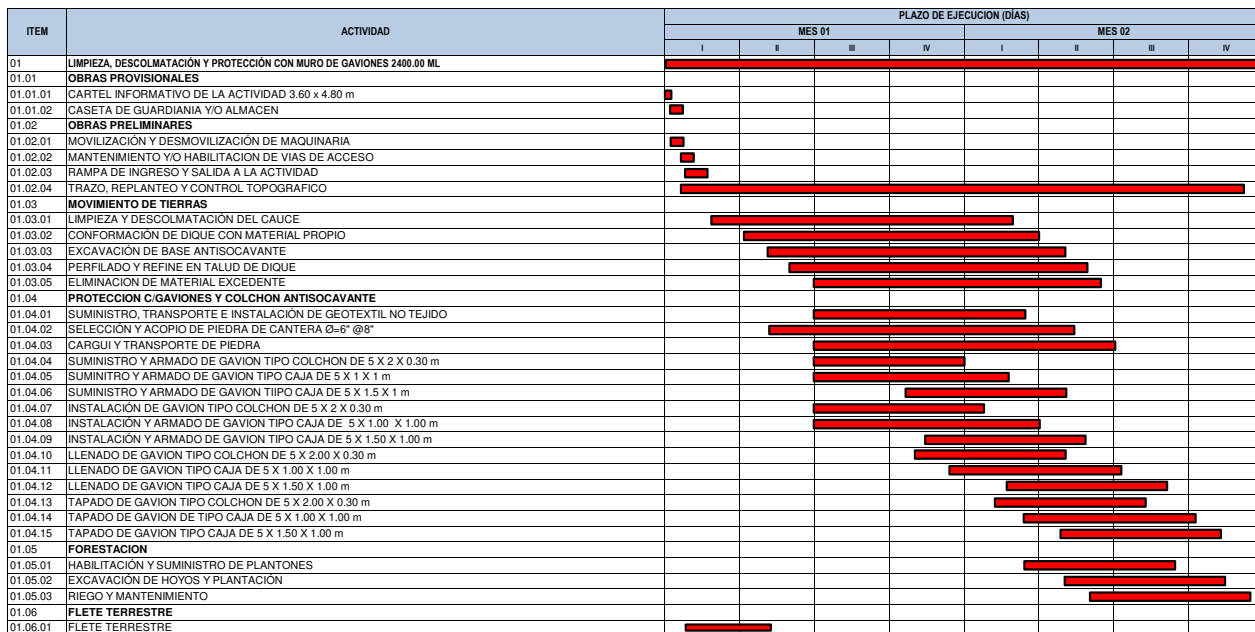 PLAZO DE EJECUCION (DÍAS)
ITEM ACTIVIDAD MES 01 MES 02
I II III IV I II III IV
01 LIMPIEZA, DESCOLMATACIÓN Y PROTECCIÓN CON MURO DE GAVIONES 2400.00 ML
01.01 OBRAS PROVISIONALES
01.01.01 CARTEL INFORMATIVO DE LA ACTIVIDAD 3.60 x 4.80 m
01.01.02 CASETA DE GUARDIANIA Y/O ALMACEN
01.02 OBRAS PRELIMINARES
01.02.01 MOVILIZACIÓN Y DESMOVILIZACIÓN DE MAQUINARIA
01.02.02 MANTENIMIENTO Y/O HABILITACION DE VIAS DE ACCESO
01.02.03 RAMPA DE INGRESO Y SALIDA A LA ACTIVIDAD
01.02.04 TRAZO, REPLANTEO Y CONTROL TOPOGRAFICO
01.03 MOVIMIENTO DE TIERRAS
01.03.01 LIMPIEZA Y DESCOLMATACIÓN DEL CAUCE
01.03.02 CONFORMACIÓN DE DIQUE CON MATERIAL PROPIO
01.03.03 EXCAVACIÓN DE BASE ANTISOCAVANTE
01.03.04 PERFILADO Y REFINE EN TALUD DE DIQUE
01.03.05 ELIMINACION DE MATERIAL EXCEDENTE
01.04 PROTECCION C/GAVIONES Y COLCHON ANTISOCAVANTE
01.04.01 SUMINISTRO, TRANSPORTE E INSTALACIÓN DE GEOTEXTIL NO TEJIDO
01.04.02 SELECCIÓN Y ACOPIO DE PIEDRA DE CANTERA Ø=6" @8"
01.04.03 CARGUI Y TRANSPORTE DE PIEDRA
01.04.04 SUMINISTRO Y ARMADO DE GAVION TIPO COLCHON DE 5 X 2 X 0.30 m
01.04.05 SUMINITRO Y ARMADO DE GAVION TIPO CAJA DE 5 X 1 X 1 m
01.04.06 SUMINISTRO Y ARMADO DE GAVION TIIPO CAJA DE 5 X 1.5 X 1 m
01.04.07 INSTALACIÓN DE GAVION TIPO COLCHON DE 5 X 2 X 0.30 m
01.04.08 INSTALACIÓN Y ARMADO DE GAVION TIPO CAJA DE 5 X 1.00 X 1.00 m
01.04.09 INSTALACIÓN Y ARMADO DE GAVION TIPO CAJA DE 5 X 1.50 X 1.00 m
01.04.10 LLENADO DE GAVION TIPO COLCHON DE 5 X 2.00 X 0.30 m
01.04.11 LLENADO DE GAVION TIPO CAJA DE 5 X 1.00 X 1.00 m
01.04.12 LLENADO DE GAVION TIPO CAJA DE 5 X 1.50 X 1.00 m
01.04.13 TAPADO DE GAVION TIPO COLCHON DE 5 X 2.00 X 0.30 m
01.04.14 TAPADO DE GAVION DE TIPO CAJA DE 5 X 1.00 X 1.00 m
01.04.15 TAPADO DE GAVION TIPO CAJA DE 5 X 1.50 X 1.00 m
01.05 FORESTACION
01.05.01 HABILITACIÓN Y SUMINISTRO DE PLANTONES
01.05.02 EXCAVACIÓN DE HOYOS Y PLANTACIÓN
01.05.03 RIEGO Y MANTENIMIENTO
01.06 FLETE TERRESTRE
01.06.01 FLETE TERRESTRE